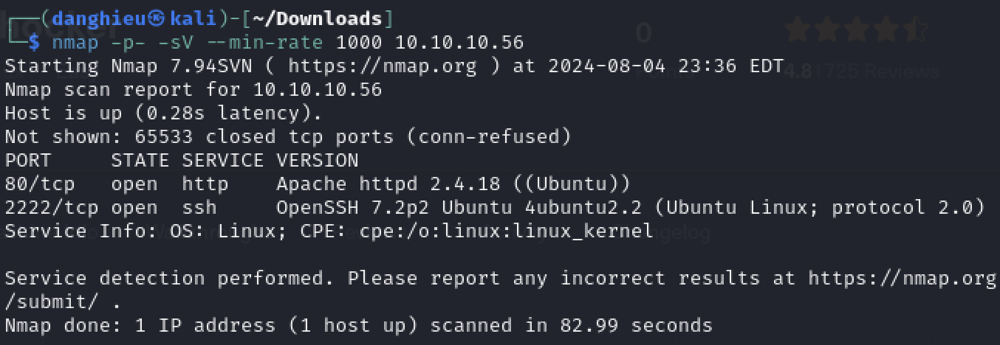 ┌──(danghieu㉿kali)-[~/Downloads]
└─$ nmap -p- -sV --min-rate 1000 10.10.10.56
Starting Nmap 7.94SVN ( https://nmap.org ) at 2024-08-04 23:36 EDT
Nmap scan report for 10.10.10.56
Host is up (0.28s latency).
Not shown: 65533 closed tcp ports (conn-refused)
PORT     STATE SERVICE VERSION
80/tcp   open  http    Apache httpd 2.4.18 ((Ubuntu))
2222/tcp open  ssh     OpenSSH 7.2p2 Ubuntu 4ubuntu2.2 (Ubuntu Linux; protocol 2.0)
Service Info: OS: Linux; CPE: cpe:/o:linux:linux_kernel
Service detection performed. Please report any incorrect results at https://nmap.org
/submit/ .
Nmap done: 1 IP address (1 host up) scanned in 82.99 seconds
0
4.8
1725 Reviews